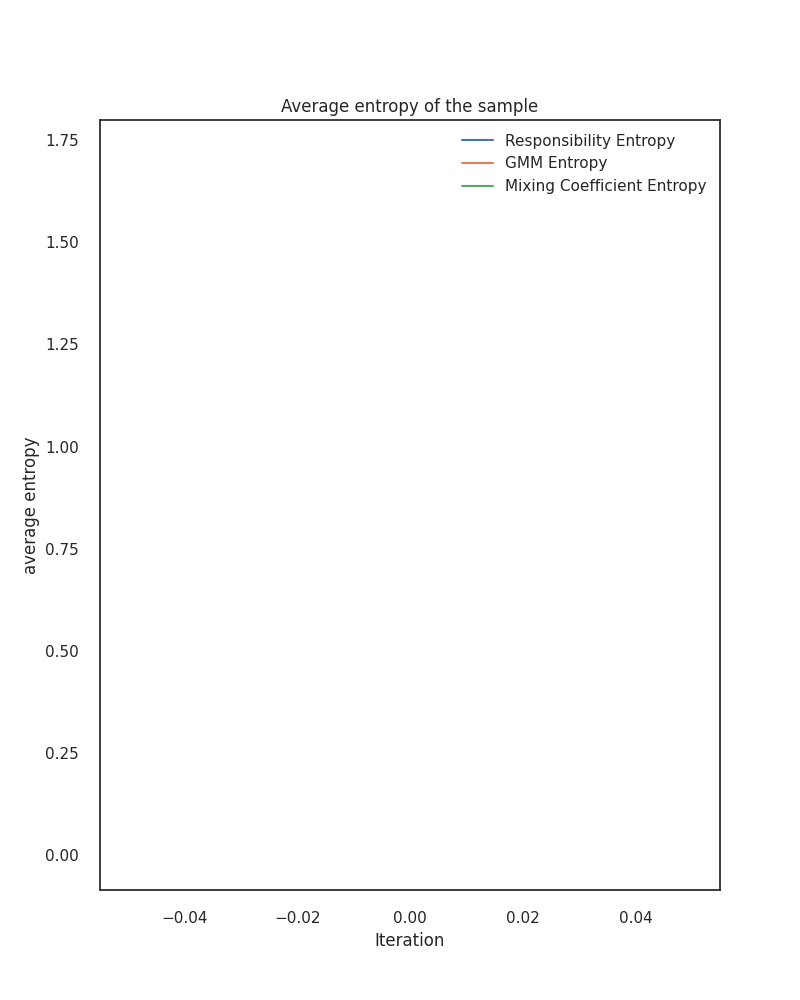 Average entropy of the sample
Responsibility Entropy
GMM Entropy
Mixing Coefficient Entropy
1.75
1.50
1.25
1.00
0.75
0.50
0.25
0.00
average entropy
−0.04
−0.02
0.00
0.02
0.04
Iteration